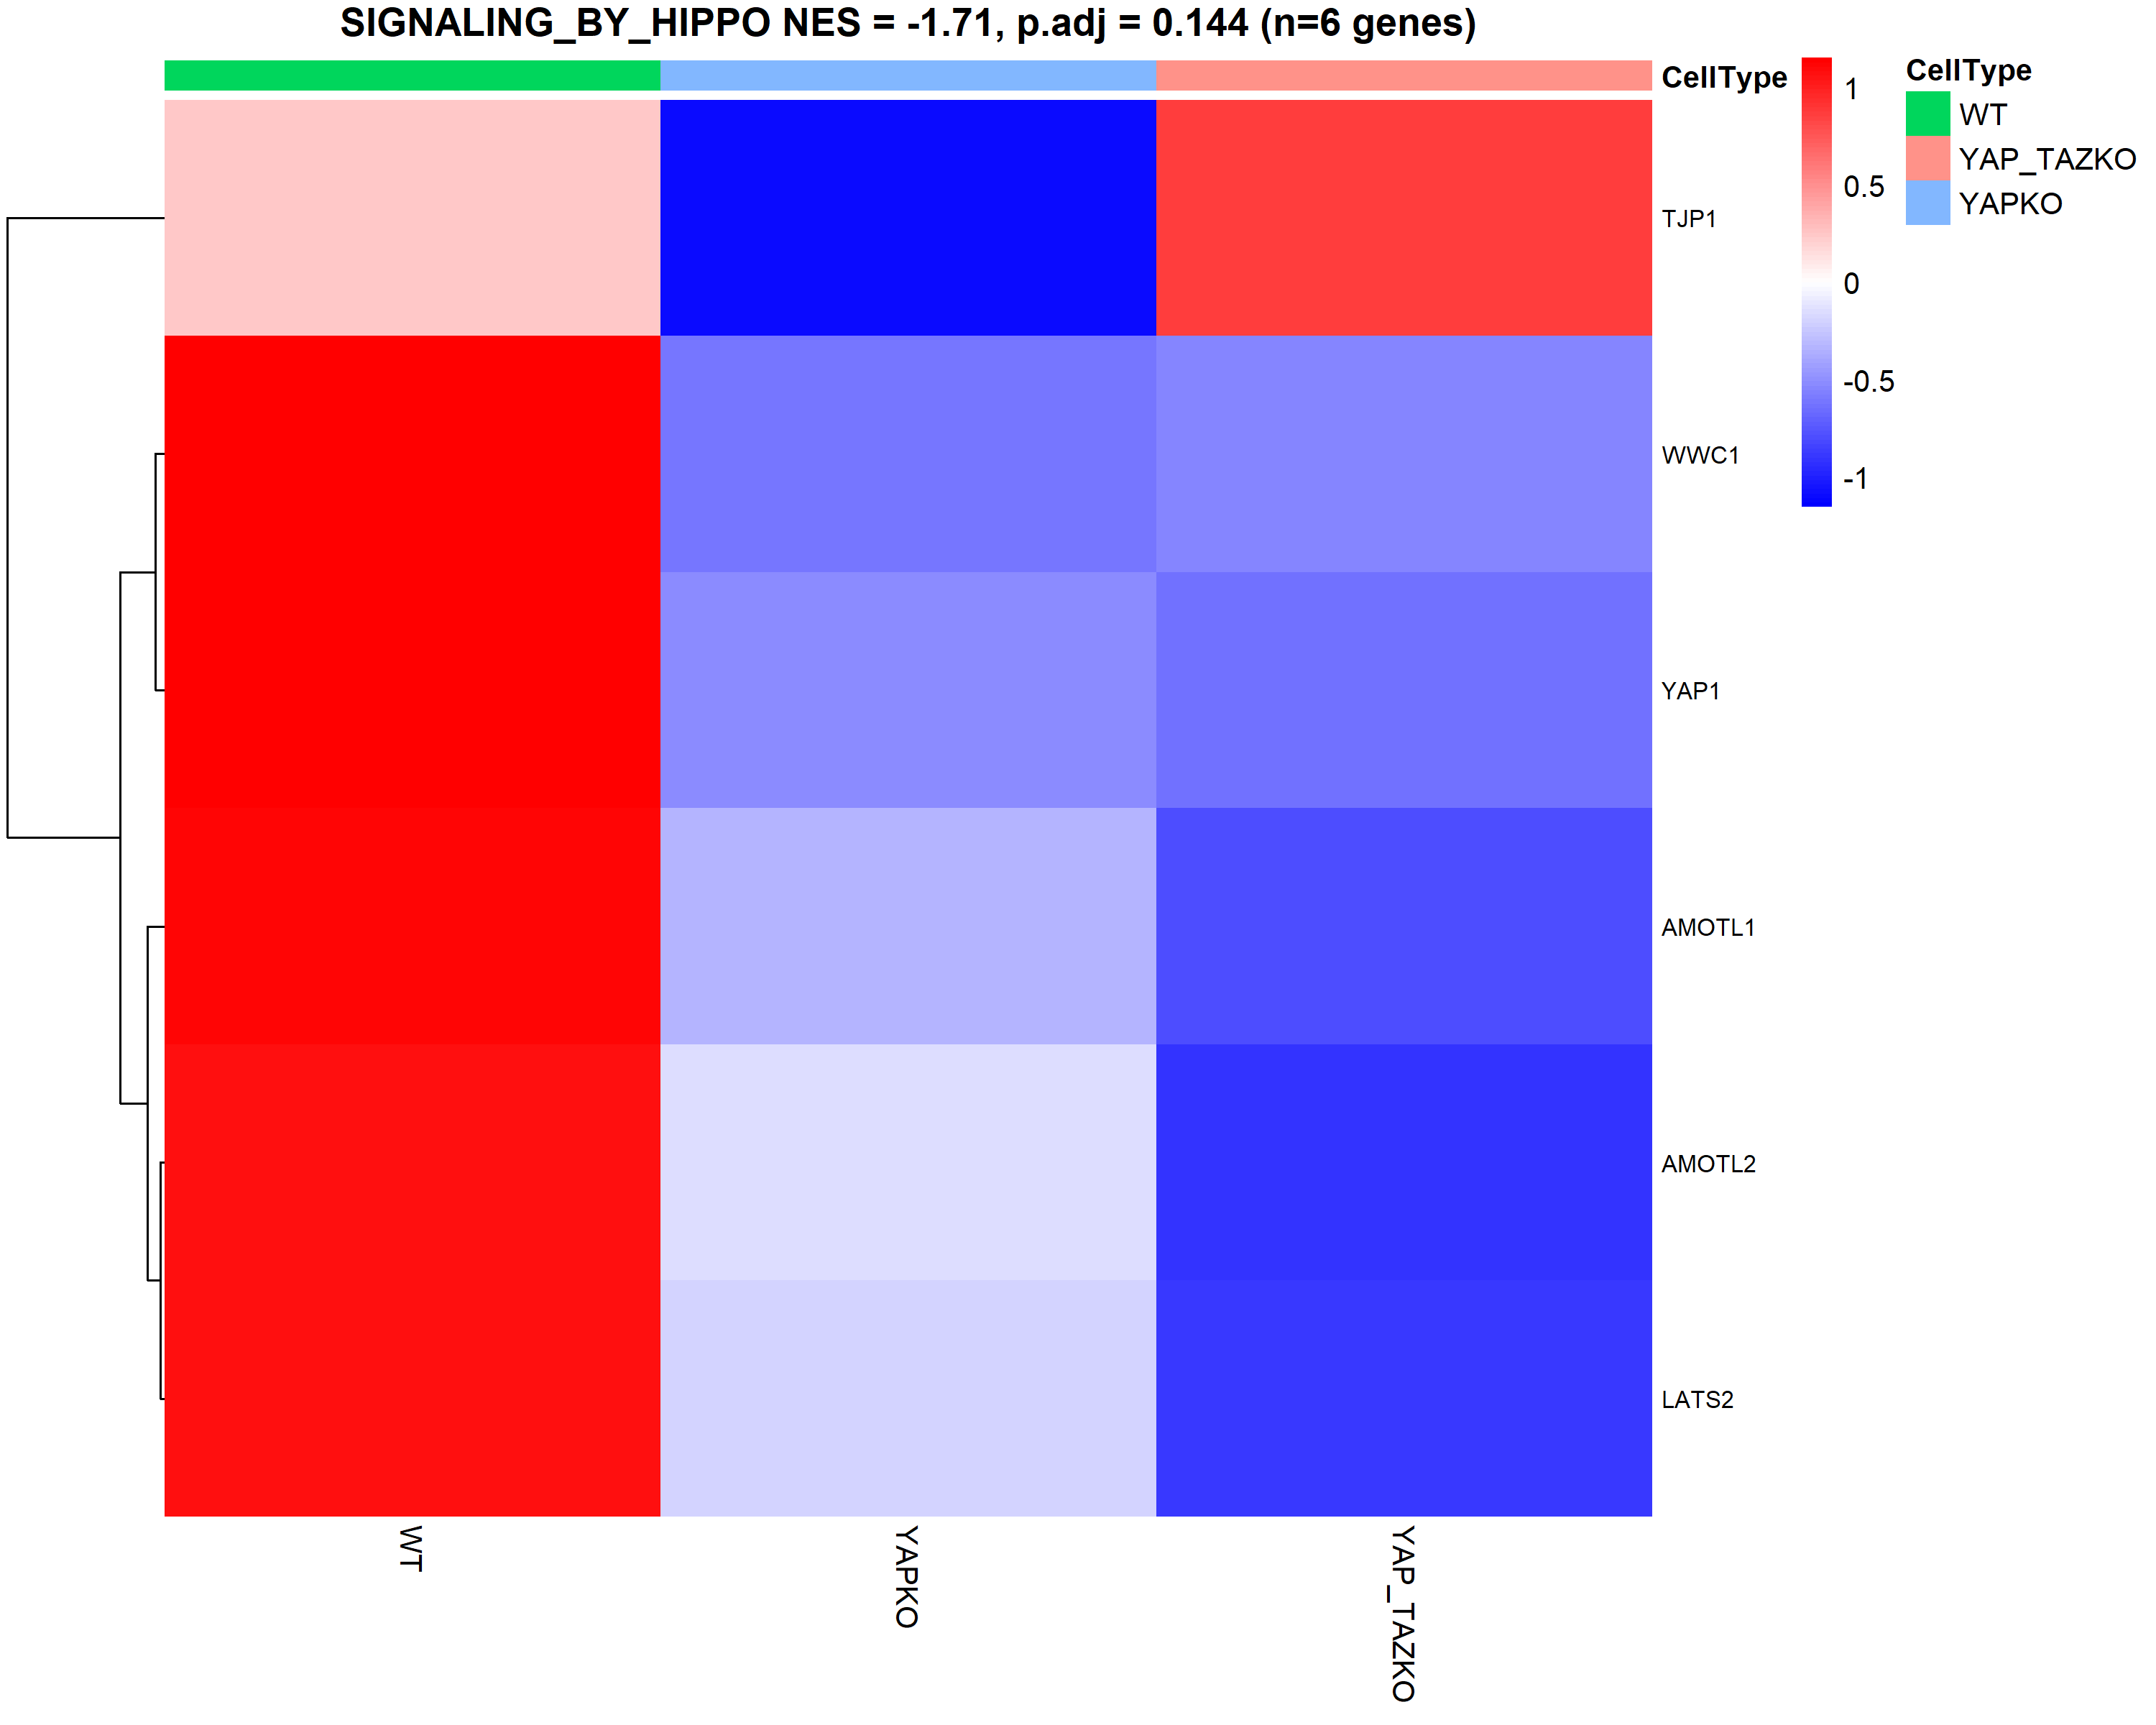 SIGNALING_BY_HIPPO NES = -1.71, p.adj = 0.144 (n=6 genes)
CellType
1
0.5
0
-0.5
-1
CellType
WT
YAP_TAZKO
YAPKO
TJP1
WWC1
YAP1
AMOTL1
AMOTL2
LATS2
WT
YAPKO
YAP_TAZKO